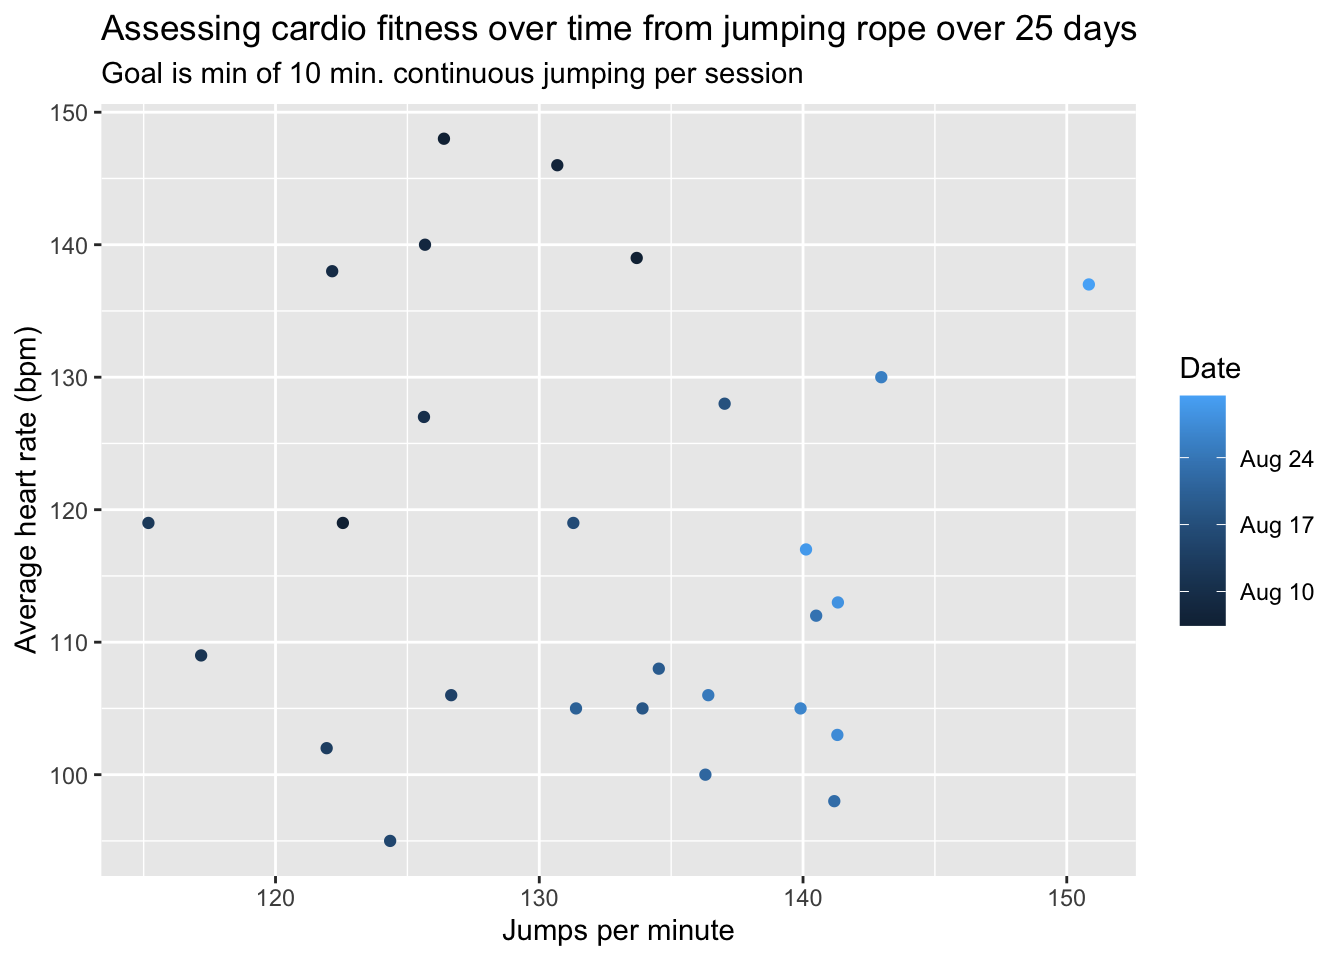 Assessing cardio fitness over time from jumping rope over 25 days
Goal is min of 10 min. continuous jumping per session
150
140
130
120
110
100
Average heart rate (bpm)
120 130 140 150
Jumps per minute
Date
Aug 24
Aug 17
Aug 10